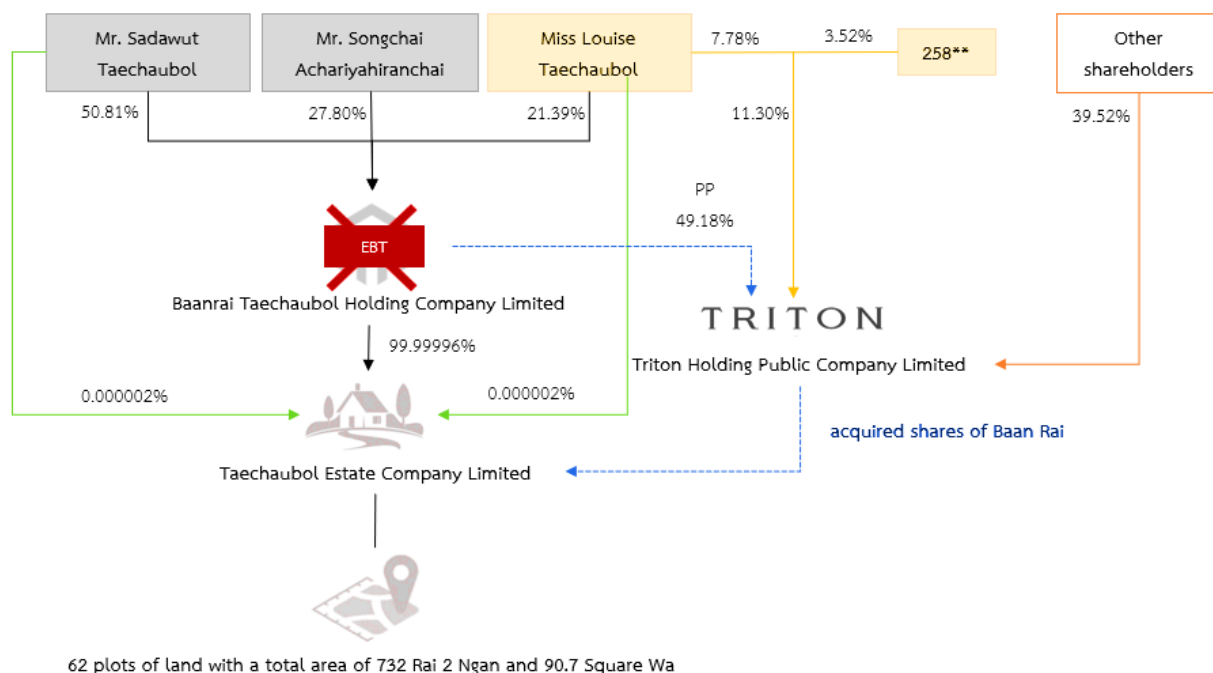 Mr. Sadawut
Taechaubol
Mr. Songchai
Achariyahiranchai
Miss Louise
Taechaubol
7.78%
3.52%
258**
Other
shareholders
50.81%
27.80%
21.39%
11.30%
39.52%
PP
49.18%
EBT
Baanrai Taechaubol Holding Company Limited
TRITON
99.99996%
Triton Holding Public Company Limited
0.000002%
0.000002%
acquired shares of Baan Rai
Taechaubol Estate Company Limited
62 plots of land with a total area of 732 Rai 2 Ngan and 90.7 Square Wa